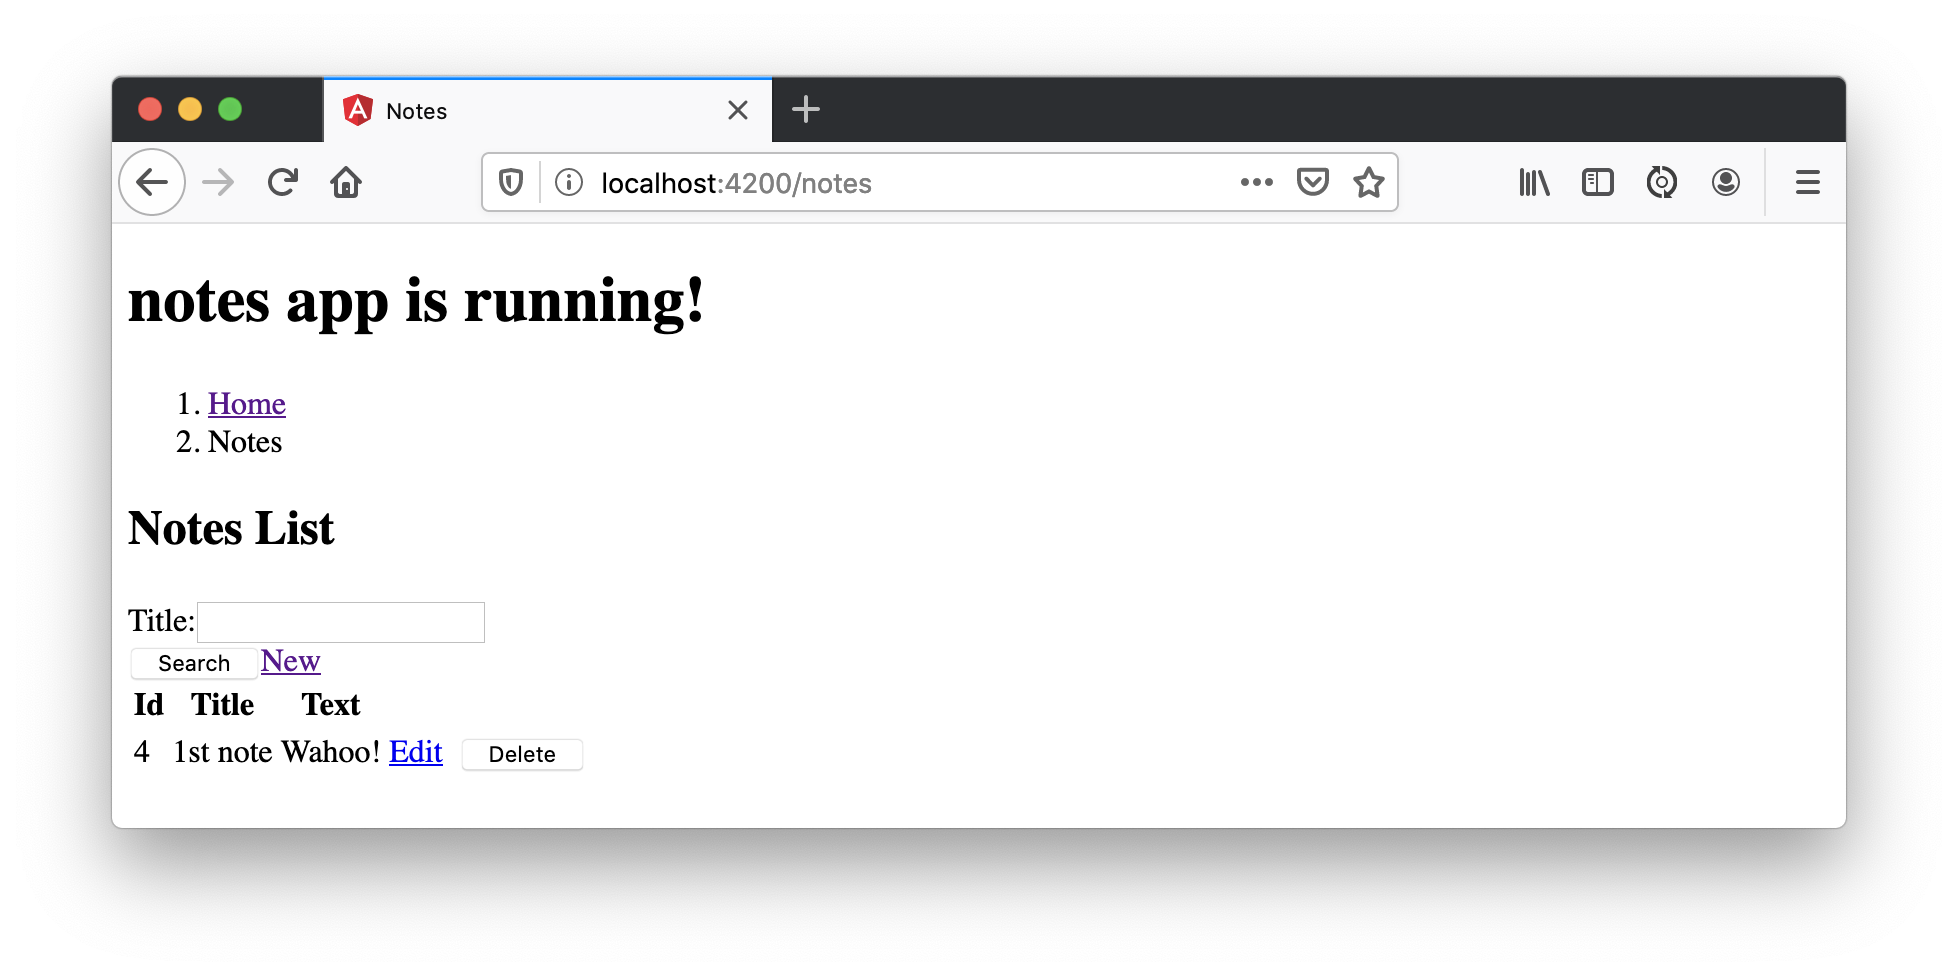 Notes
localhost:4200/notes
notes app is running!
1. Home
2. Notes
Notes List
Title:
Search New
Id Title Text
4 1st note Wahoo! Edit Delete